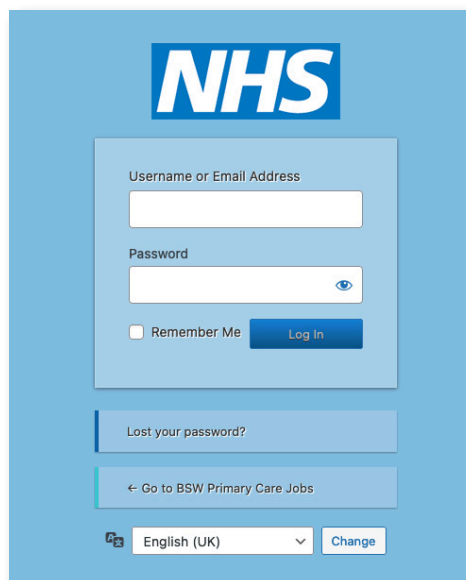 NHS
Username or Email Address
Password
Remember Me
Log In
Lost your password?
← Go to BSW Primary Care Jobs
English (UK)
Change